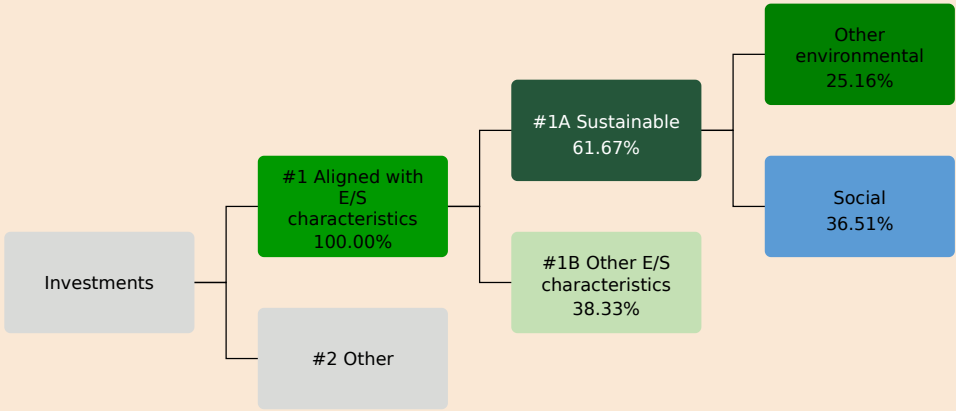 Other
environmental
25.16%
#1A Sustainable
61.67%
#1 Aligned with
E/S
characteristics
100.00%
Social
36.51%
Investments
#1B Other E/S
characteristics
38.33%
#2 Other